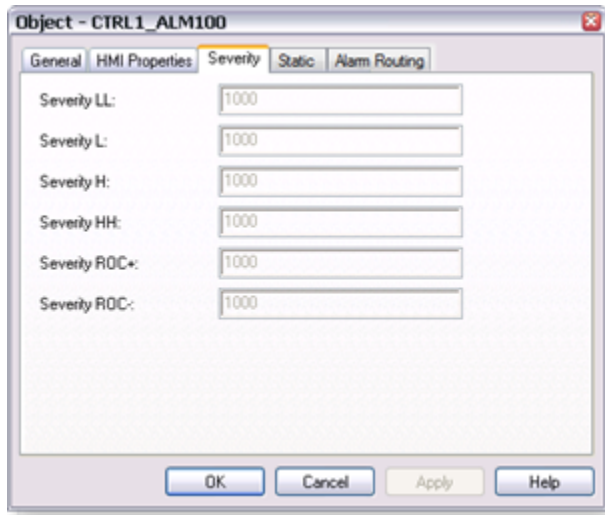 Object - CTRL1_ALM100
General HMI Properties Severity Static Alarm Routing
Severity LL: 1000
Severity L: 1000
Severity H: 1000
Severity HH: 1000
Severity ROC+: 1000
Severity ROC-: 1000
OK Cancel Apply Help